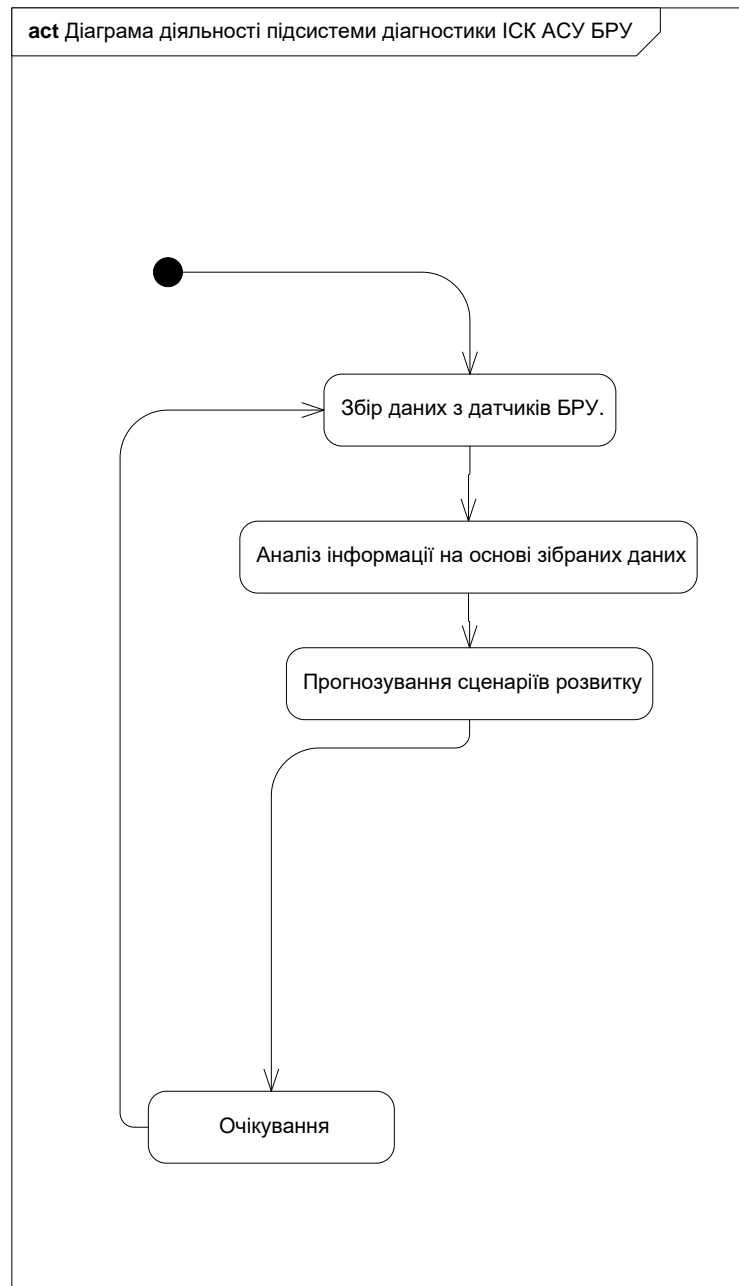 act Діаграма діяльності підсистеми діагностики ІСК АСУ БРУ
Збір даних з датчиків БРУ.
Аналіз інформації на основі зібраних даних
Прогнозування сценаріїв розвитку
Очікування